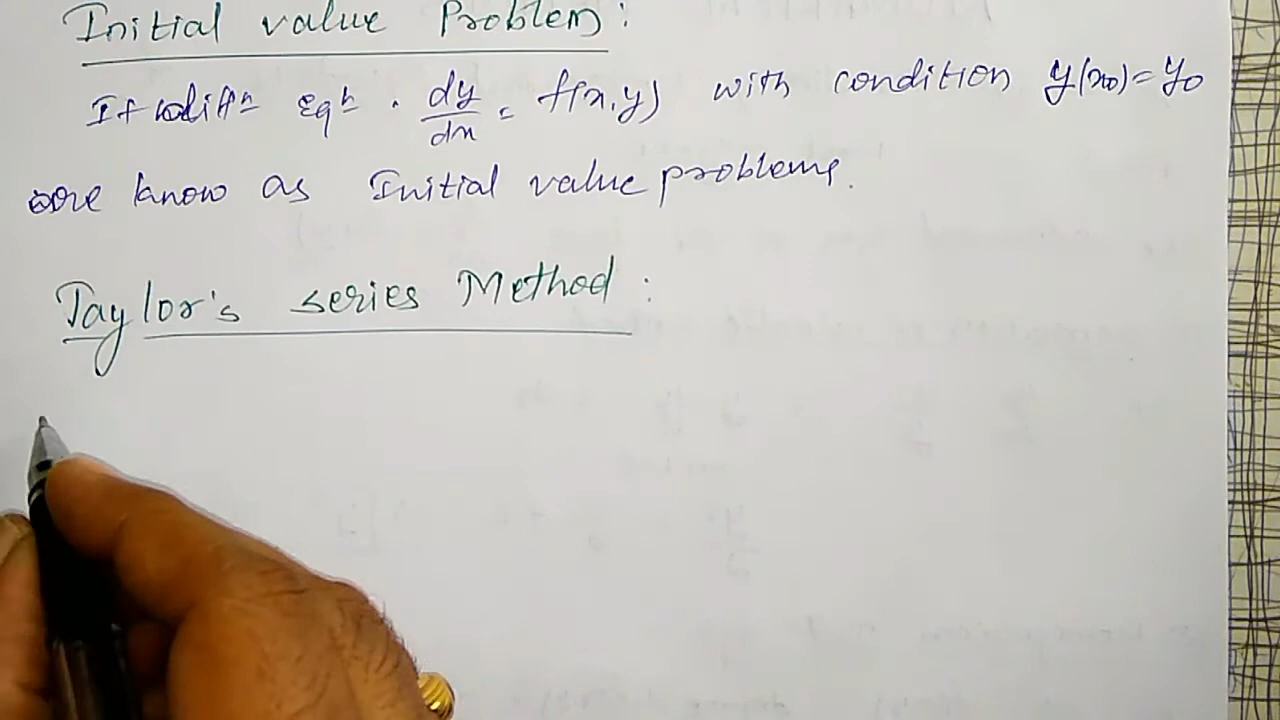 Initial value Problem :
If diffn eqn . dy/dx = f(x,y) with condition y(x0) = y0
are know as Initial value problems.
Taylor's series Method :